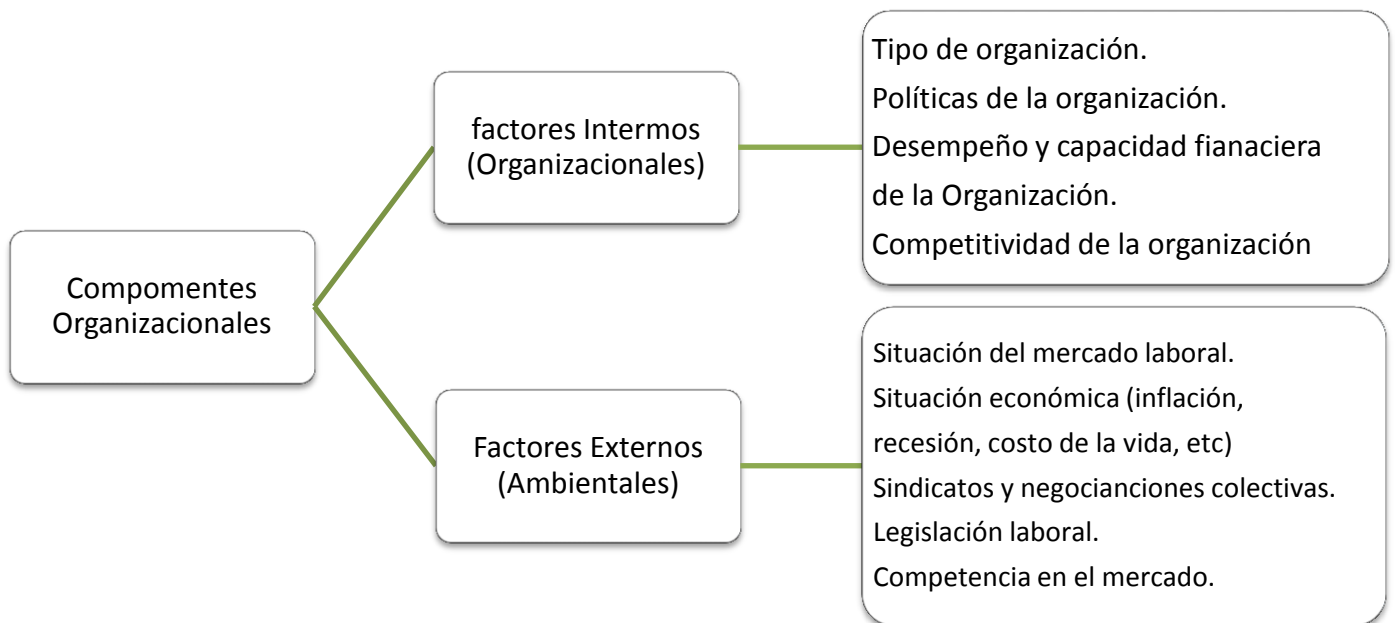 Compomentes
Organizacionales
factores Intermos
(Organizacionales)
Tipo de organización.
Políticas de la organización.
Desempeño y capacidad fianaciera
de la Organización.
Competitividad de la organización
Factores Externos
(Ambientales)
Situación del mercado laboral.
Situación económica (inflación,
recesión, costo de la vida, etc)
Sindicatos y negocianciones colectivas.
Legislación laboral.
Competencia en el mercado.